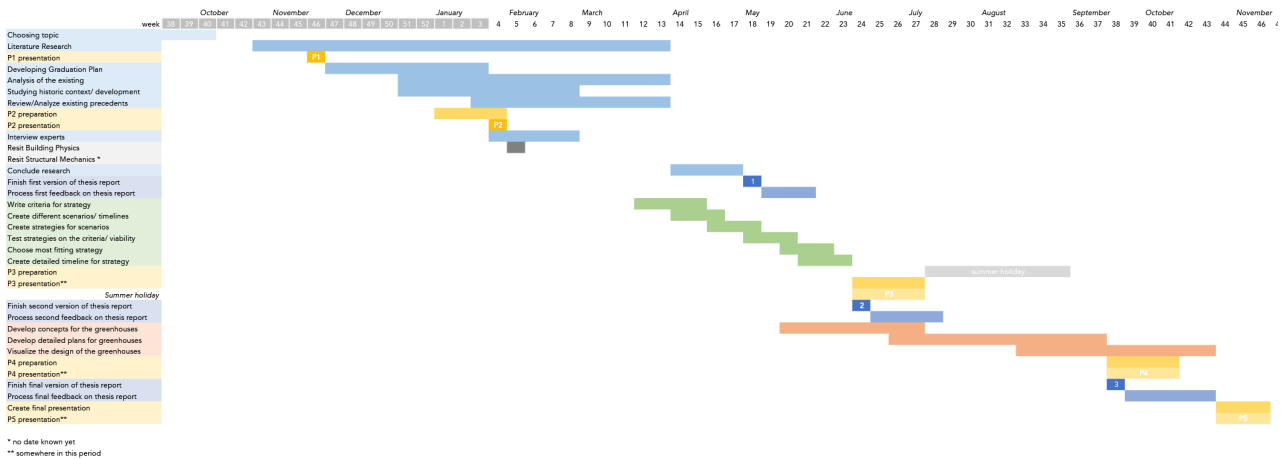 October November December January February March April May June July August September October November
week 38 39 40 41 42 43 44 45 46 47 48 49 50 51 52 1 2 3 4 5 6 7 8 9 10 11 12 13 14 15 16 17 18 19 20 21 22 23 24 25 26 27 28 29 30 31 32 33 34 35 36 37 38 39 40 41 42 43 44 45 46
Choosing topic
Literature Research
P1 presentation P1
Developing Graduation Plan
Analysis of the existing
Studying historic context/ development
Review/Analyze existing precedents
P2 preparation
P2 presentation P2
Interview experts
Resit Building Physics
Resit Structural Mechanics *
Conclude research
Finish first version of thesis report 1
Process first feedback on thesis report
Write criteria for strategy
Create different scenarios/ timelines
Create strategies for scenarios
Test strategies on the criteria/ viability
Choose most fitting strategy
Create detailed timeline for strategy
P3 preparation summer holiday
P3 presentation** P3
Summer holiday
Finish second version of thesis report 2
Process second feedback on thesis report
Develop concepts for the greenhouses
Develop detailed plans for greenhouses
Visualize the design of the greenhouses
P4 preparation
P4 presentation** P4
Finish final version of thesis report 3
Process final feedback on thesis report
Create final presentation
P5 presentation** P5
* no date known yet
** somewhere in this period